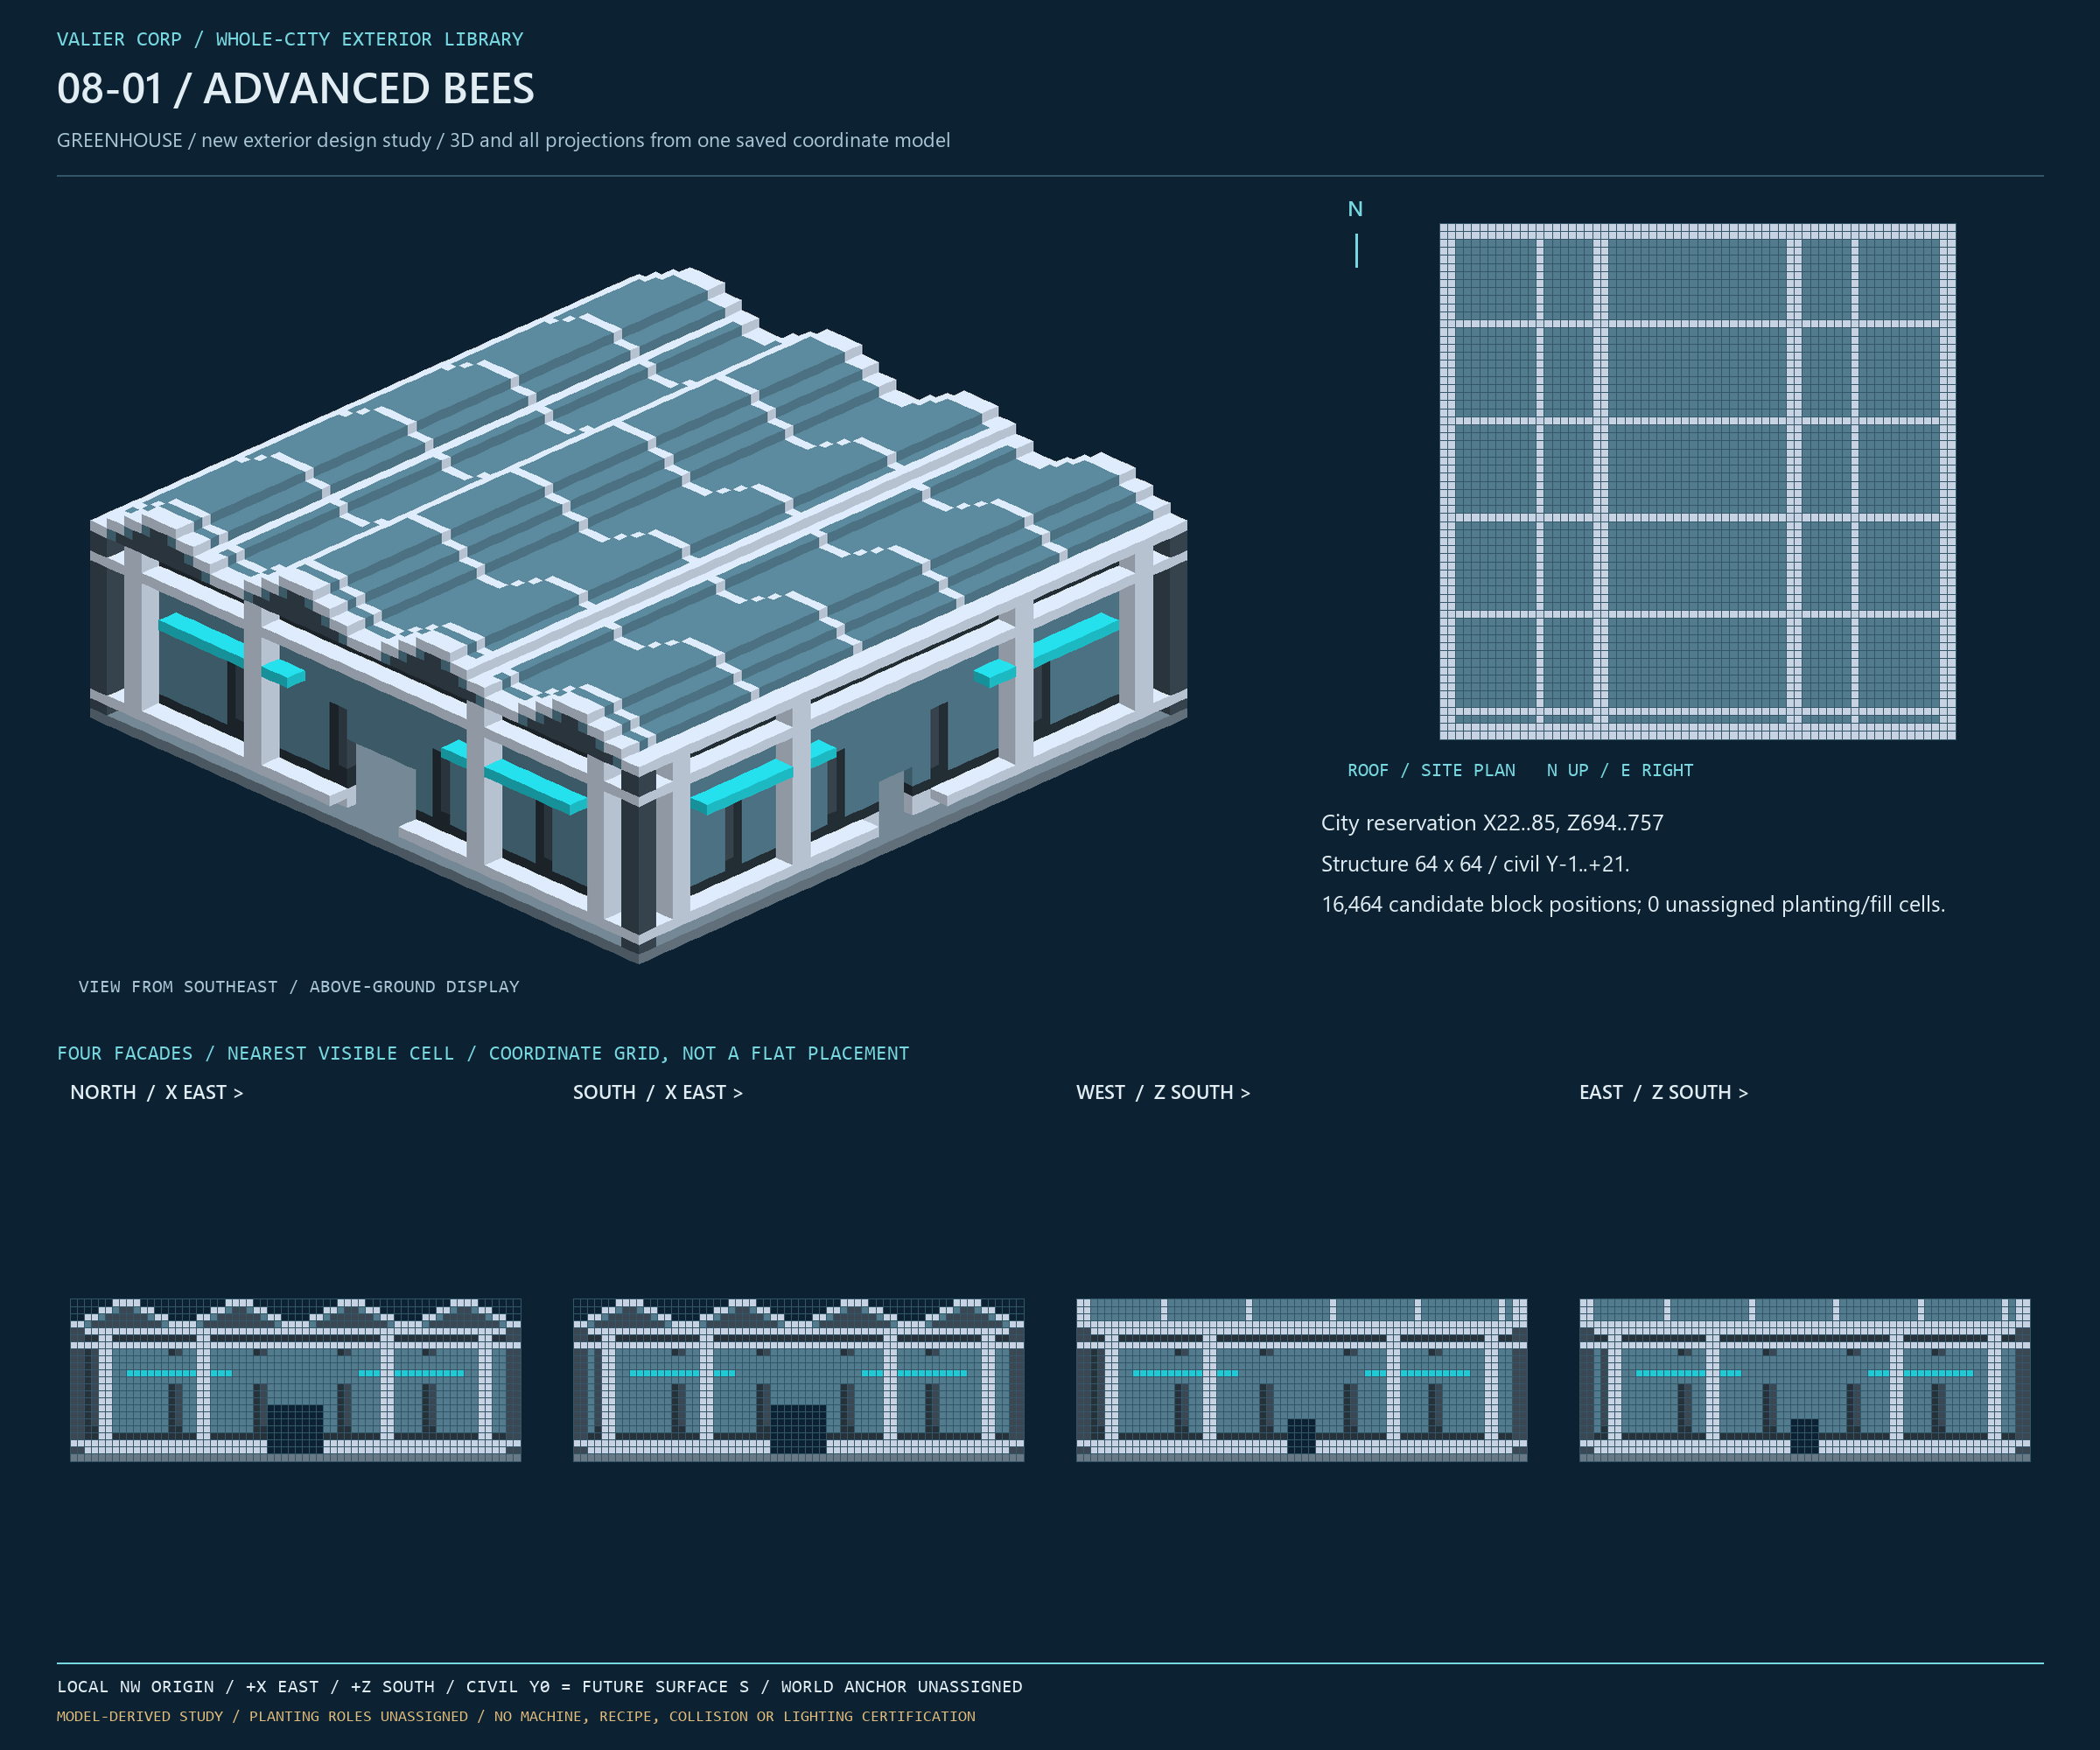 VALIER CORP / WHOLE-CITY EXTERIOR LIBRARY
08-01 / ADVANCED BEES
GREENHOUSE / new exterior design study / 3D and all projections from one saved coordinate model
N
ROOF / SITE PLAN   N UP / E RIGHT
City reservation X22..85, Z694..757
Structure 64 x 64 / civil Y-1..+21.
16,464 candidate block positions; 0 unassigned planting/fill cells.
VIEW FROM SOUTHEAST / ABOVE-GROUND DISPLAY
FOUR FACADES / NEAREST VISIBLE CELL / COORDINATE GRID, NOT A FLAT PLACEMENT
NORTH / X EAST >
SOUTH / X EAST >
WEST / Z SOUTH >
EAST / Z SOUTH >
LOCAL NW ORIGIN / +X EAST / +Z SOUTH / CIVIL Y0 = FUTURE SURFACE S / WORLD ANCHOR UNASSIGNED
MODEL-DERIVED STUDY / PLANTING ROLES UNASSIGNED / NO MACHINE, RECIPE, COLLISION OR LIGHTING CERTIFICATION